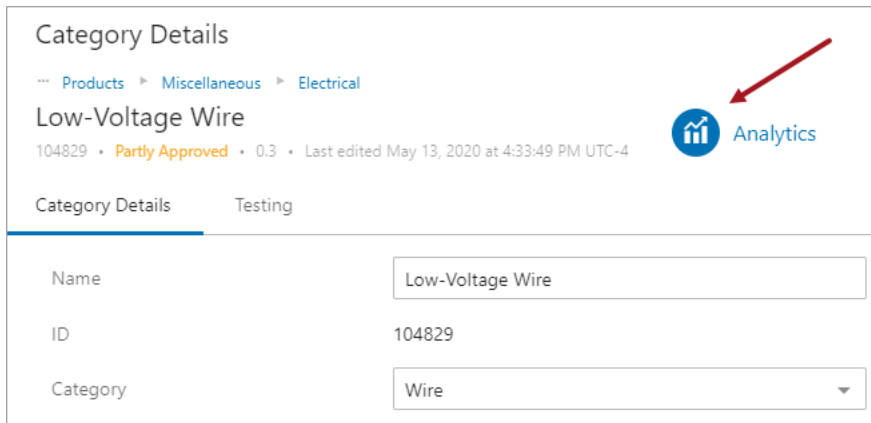 Category Details
··· Products ▸ Miscellaneous ▸ Electrical
Low-Voltage Wire
Analytics
104829 • Partly Approved • 0.3 • Last edited May 13, 2020 at 4:33:49 PM UTC-4
Category Details Testing
Name Low-Voltage Wire
ID 104829
Category Wire